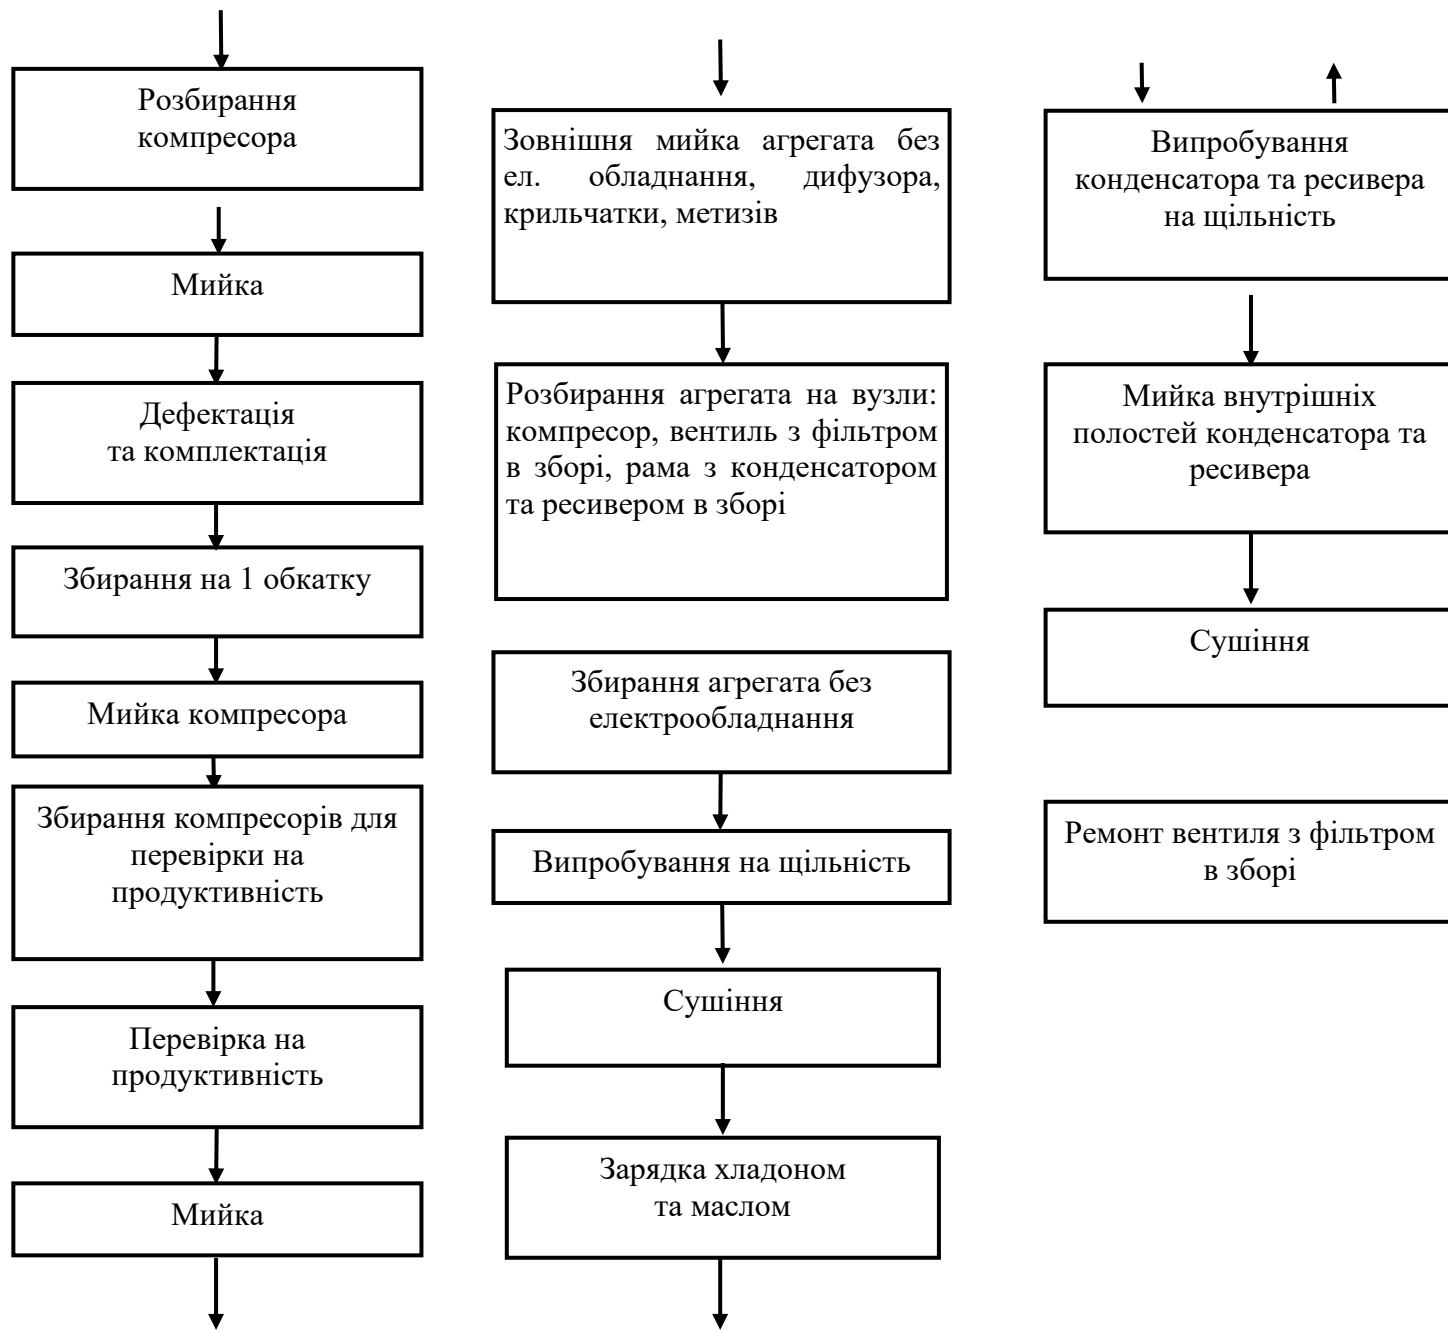 Розбирання
компресора
Мийка
Дефектація
та комплектація
Збирання на 1 обкатку
Мийка компресора
Збирання компресорів для
перевірки на
продуктивність
Перевірка на
продуктивність
Мийка
Зовнішня мийка агрегата без
ел. обладнання, дифузора,
крильчатки, метизів
Розбирання агрегата на вузли:
компресор, вентиль з фільтром
в зборі, рама з конденсатором
та ресивером в зборі
Збирання агрегата без
електрообладнання
Випробування на щільність
Сушіння
Зарядка хладоном
та маслом
Випробування
конденсатора та ресивера
на щільність
Мийка внутрішніх
полостей конденсатора та
ресивера
Сушіння
Ремонт вентиля з фільтром
в зборі